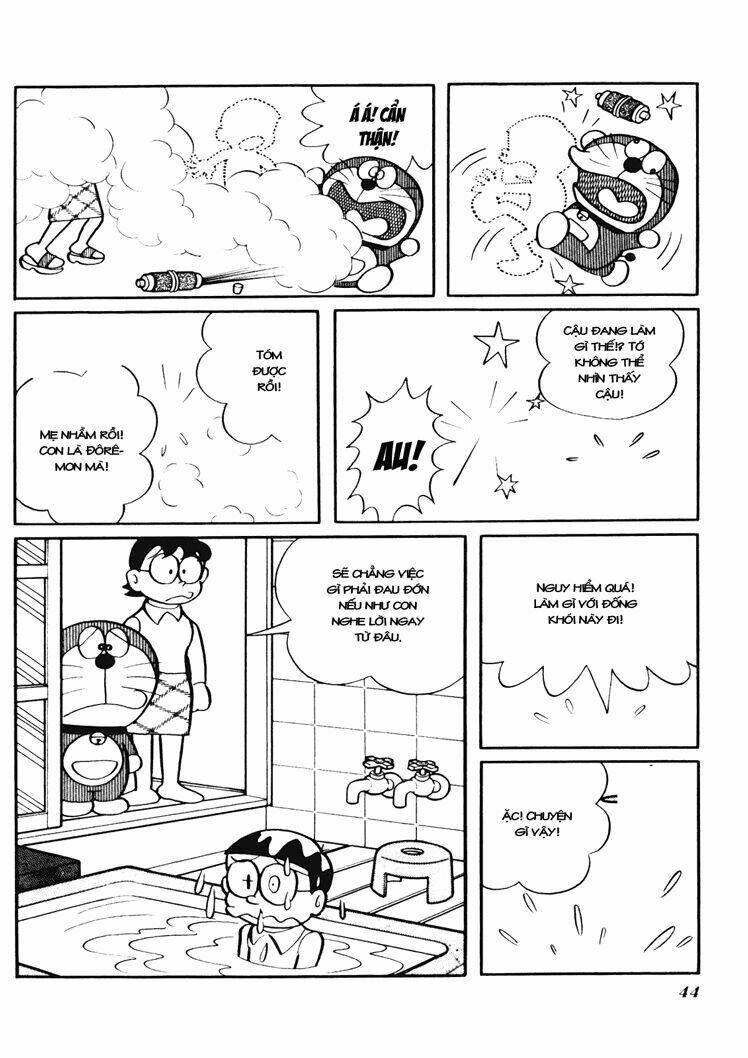 Á Á! CẨN
THẬN!
TÓM
ĐƯỢC
RỒI!
MẸ NHẦM RỒI!
CON LÀ ĐÔRÊ-
MON MÀ!
CẬU ĐANG LÀM
GÌ THẾ!? TỚ
KHÔNG THỂ
NHÌN THẤY
CẬU!
AU!
SẼ CHẲNG VIỆC
GÌ PHẢI ĐAU ĐỚN
NẾU NHƯ CON
NGHE LỜI NGAY
TỪ ĐẦU.
NGUY HIỂM QUÁ!
LÀM GÌ VỚI ĐỐNG
KHÓI NÀY ĐI!
ẶC! CHUYỆN
GÌ VẬY!
44